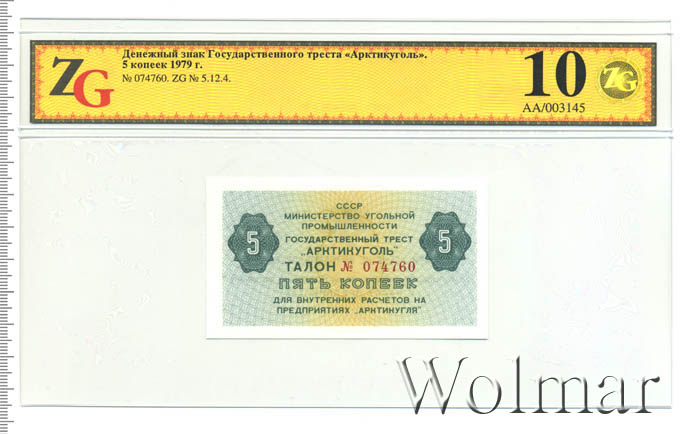 ZG
Денежный знак Государственного треста «Арктикуголь».
5 копеек 1979 г.
№ 074760. ZG № 5.12.4.
10
ZG
АА/003145
СССР
МИНИСТЕРСТВО УГОЛЬНОЙ
ПРОМЫШЛЕННОСТИ
ГОСУДАРСТВЕННЫЙ ТРЕСТ
„АРКТИКУГОЛЬ"
5
5
ТАЛОН № 074760
ПЯТЬ КОПЕЕК
ДЛЯ ВНУТРЕННИХ РАСЧЕТОВ НА
ПРЕДПРИЯТИЯХ „АРКТИКУГЛЯ"
Wolmar